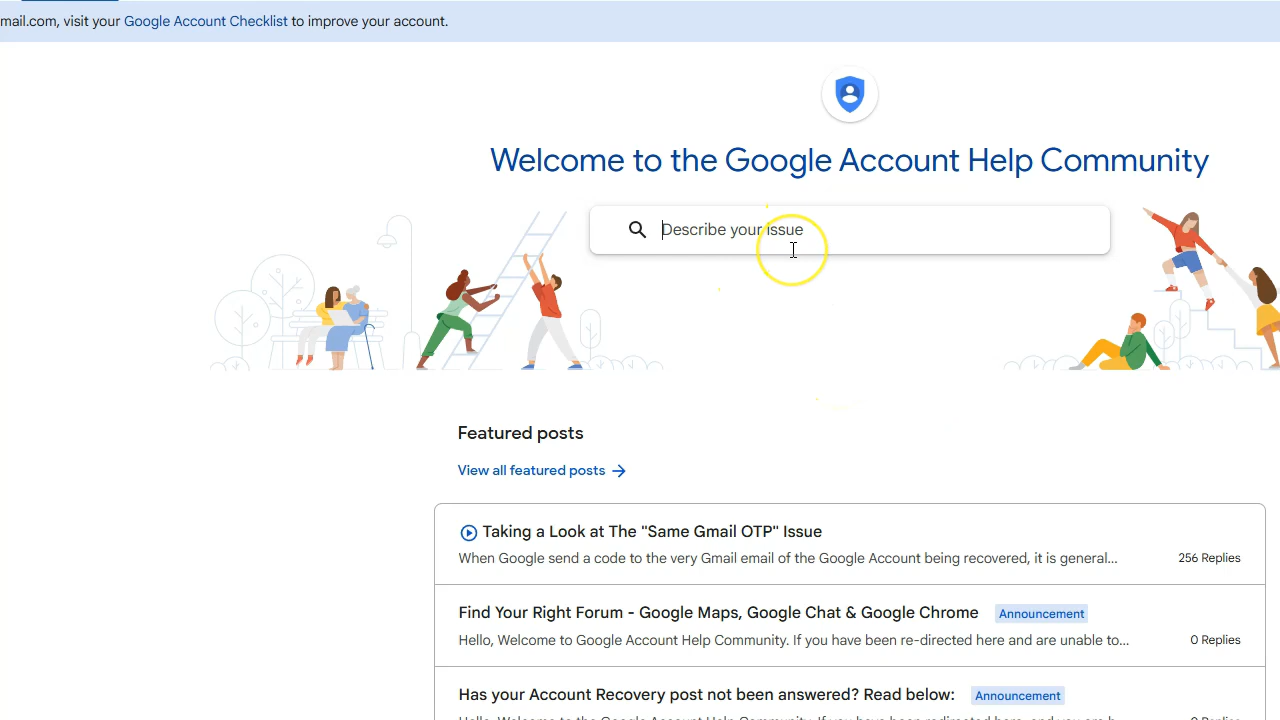 mail.com, visit your Google Account Checklist to improve your account.
Welcome to the Google Account Help Community
Describe your issue
Featured posts
View all featured posts
Taking a Look at The "Same Gmail OTP" Issue
When Google send a code to the very Gmail email of the Google Account being recovered, it is general...
256 Replies
Find Your Right Forum - Google Maps, Google Chat & Google Chrome
Announcement
Hello, Welcome to Google Account Help Community. If you have been re-directed here and are unable to...
0 Replies
Has your Account Recovery post not been answered? Read below:
Announcement